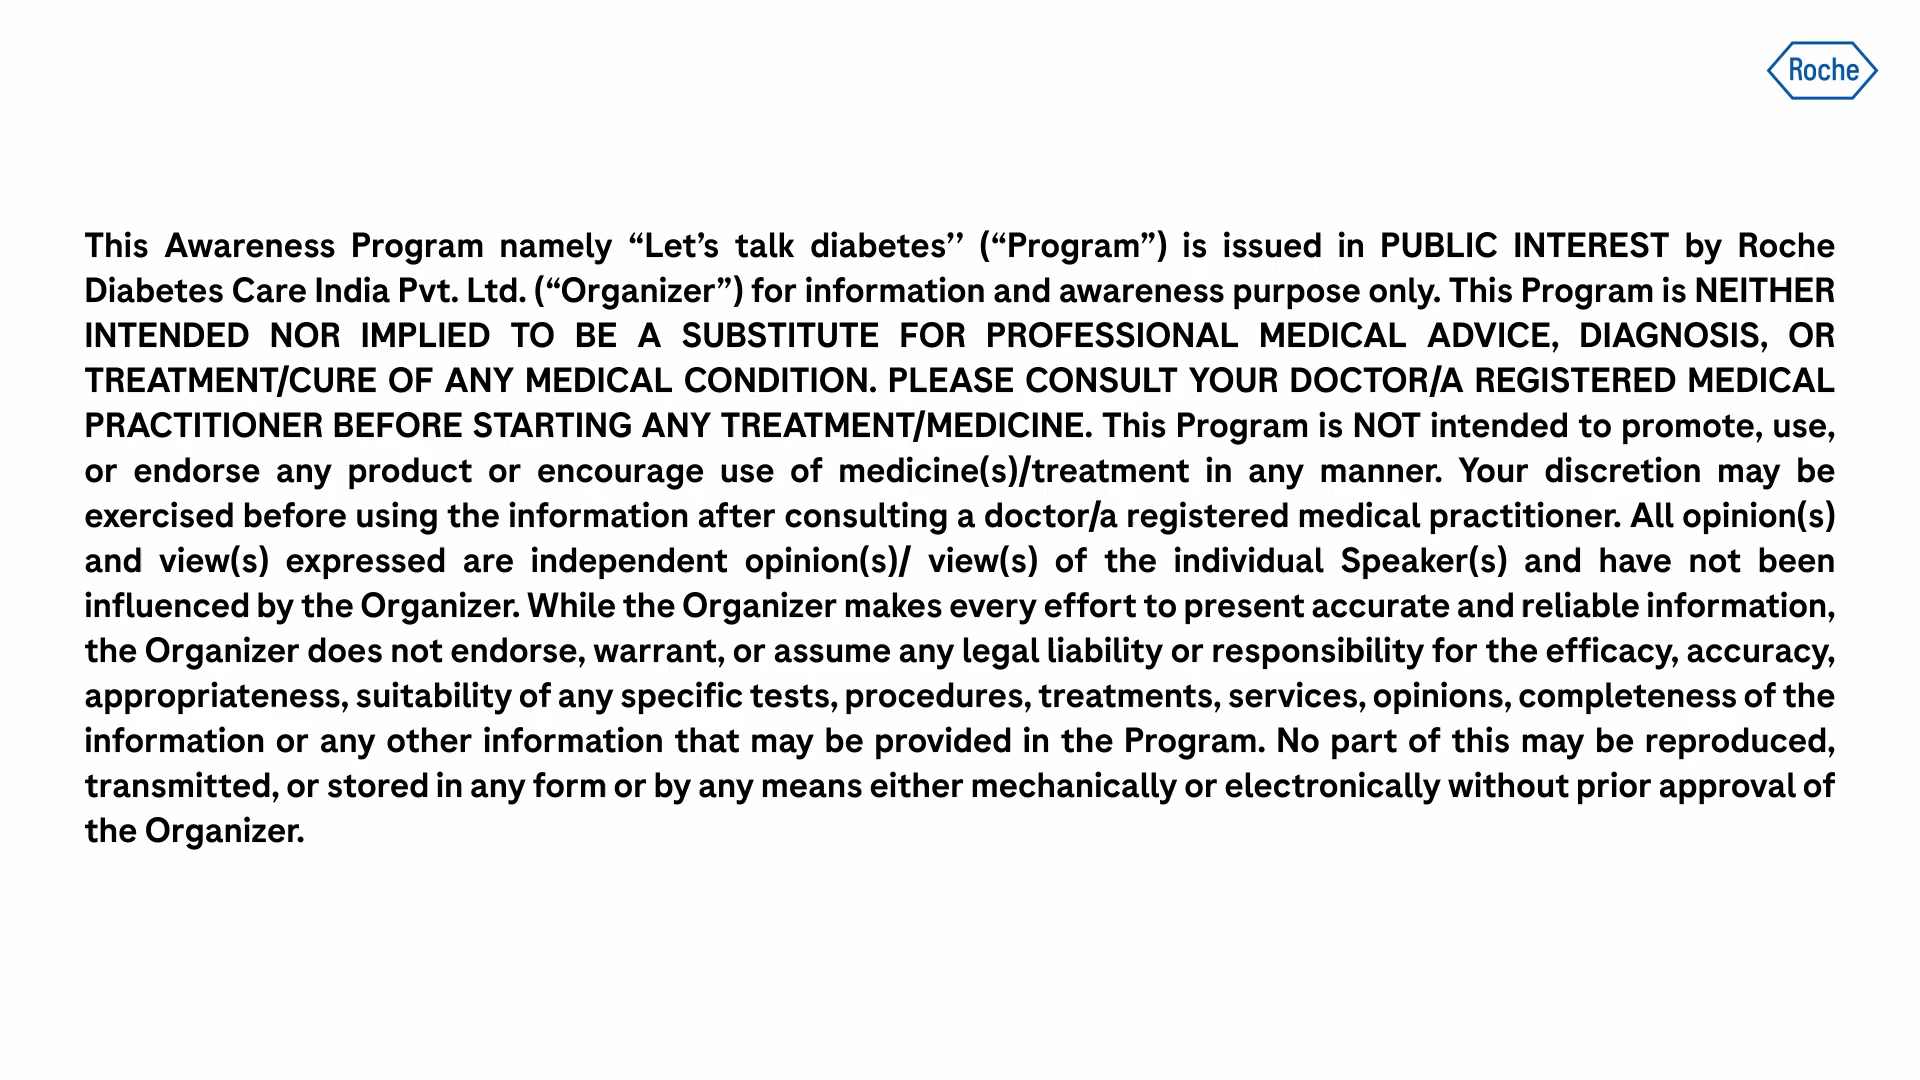 Roche
This Awareness Program namely “Let’s talk diabetes’’ (“Program”) is issued in PUBLIC INTEREST by Roche
Diabetes Care India Pvt. Ltd. (“Organizer”) for information and awareness purpose only. This Program is NEITHER
INTENDED NOR IMPLIED TO BE A SUBSTITUTE FOR PROFESSIONAL MEDICAL ADVICE, DIAGNOSIS, OR
TREATMENT/CURE OF ANY MEDICAL CONDITION. PLEASE CONSULT YOUR DOCTOR/A REGISTERED MEDICAL
PRACTITIONER BEFORE STARTING ANY TREATMENT/MEDICINE. This Program is NOT intended to promote, use,
or endorse any product or encourage use of medicine(s)/treatment in any manner. Your discretion may be
exercised before using the information after consulting a doctor/a registered medical practitioner. All opinion(s)
and view(s) expressed are independent opinion(s)/ view(s) of the individual Speaker(s) and have not been
influenced by the Organizer. While the Organizer makes every effort to present accurate and reliable information,
the Organizer does not endorse, warrant, or assume any legal liability or responsibility for the efficacy, accuracy,
appropriateness, suitability of any specific tests, procedures, treatments, services, opinions, completeness of the
information or any other information that may be provided in the Program. No part of this may be reproduced,
transmitted, or stored in any form or by any means either mechanically or electronically without prior approval of
the Organizer.